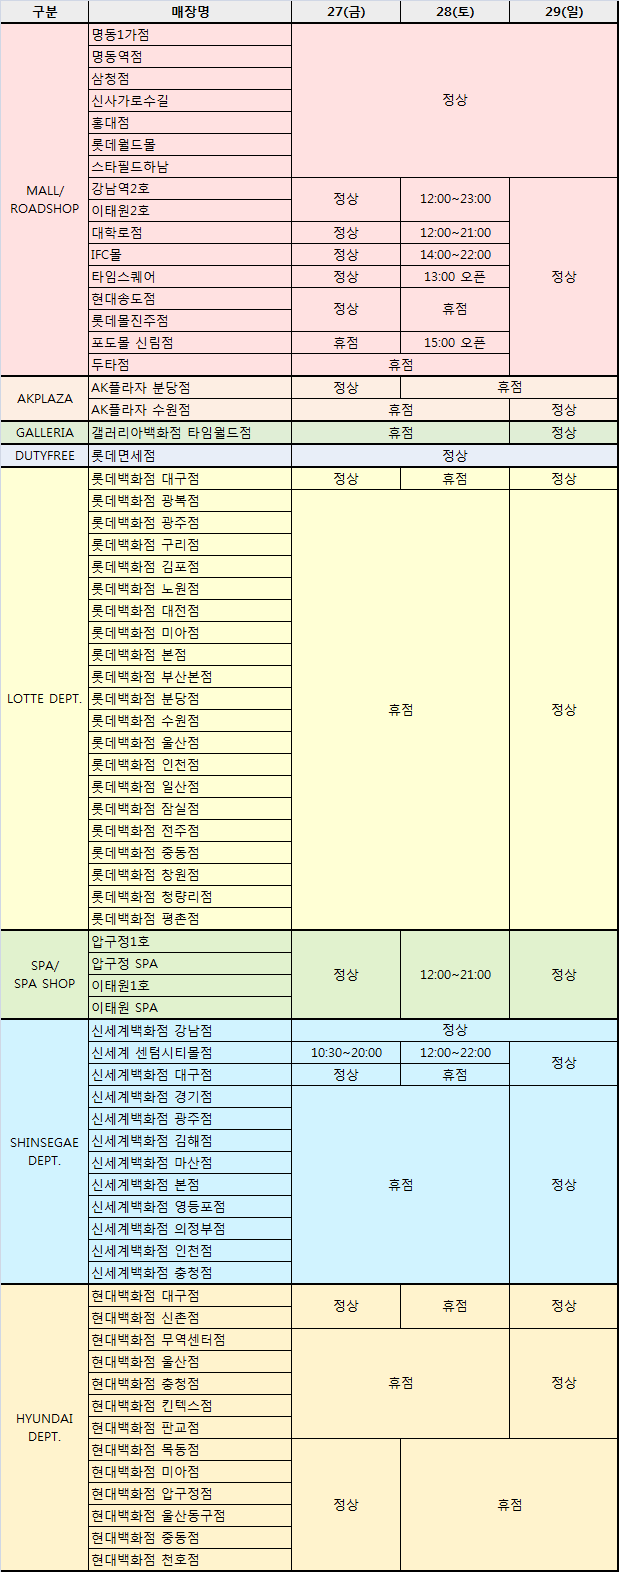 구분 매장명 27(금) 28(토) 29(일)
명동1가점
명동역점
삼청점
신사가로수길
정상
홍대점
롯데월드몰
스타필드하남
MALL/
ROADSHOP
강남역2호
이태원2호
정상 12:00~23:00
대학로점 정상 12:00~21:00
IFC몰 정상 14:00~22:00
타임스퀘어 정상 13:00 오픈 정상
현대송도점
롯데몰진주점
정상 휴점
포도몰 신림점 휴점 15:00 오픈
두타점 휴점
AKPLAZA
AK플라자 분당점 정상 휴점
AK플라자 수원점 휴점 정상
GALLERIA 갤러리아백화점 타임월드점 휴점 정상
DUTYFREE 롯데면세점 정상
롯데백화점 대구점 정상 휴점 정상
롯데백화점 광복점
롯데백화점 광주점
롯데백화점 구리점
롯데백화점 김포점
롯데백화점 노원점
롯데백화점 대전점
롯데백화점 미아점
롯데백화점 본점
롯데백화점 부산본점
LOTTE DEPT. 롯데백화점 분당점 휴점 정상
롯데백화점 수원점
롯데백화점 울산점
롯데백화점 인천점
롯데백화점 일산점
롯데백화점 잠실점
롯데백화점 전주점
롯데백화점 중동점
롯데백화점 창원점
롯데백화점 청량리점
롯데백화점 평촌점
SPA/
SPA SHOP
압구정1호
압구정 SPA
이태원1호
이태원 SPA
정상 12:00~21:00 정상
신세계백화점 강남점 정상
신세계 센텀시티몰점 10:30~20:00 12:00~22:00
정상
신세계백화점 대구점 정상 휴점
신세계백화점 경기점
신세계백화점 광주점
신세계백화점 김해점
SHINSEGAE
DEPT.
신세계백화점 마산점
신세계백화점 본점 휴점 정상
신세계백화점 영등포점
신세계백화점 의정부점
신세계백화점 인천점
신세계백화점 충청점
현대백화점 대구점
현대백화점 신촌점
정상 휴점 정상
현대백화점 무역센터점
현대백화점 울산점
현대백화점 충청점 휴점 정상
현대백화점 킨텍스점
현대백화점 판교점
HYUNDAI
DEPT.
현대백화점 목동점
현대백화점 미아점
현대백화점 압구정점
정상 휴점
현대백화점 울산동구점
현대백화점 중동점
현대백화점 천호점